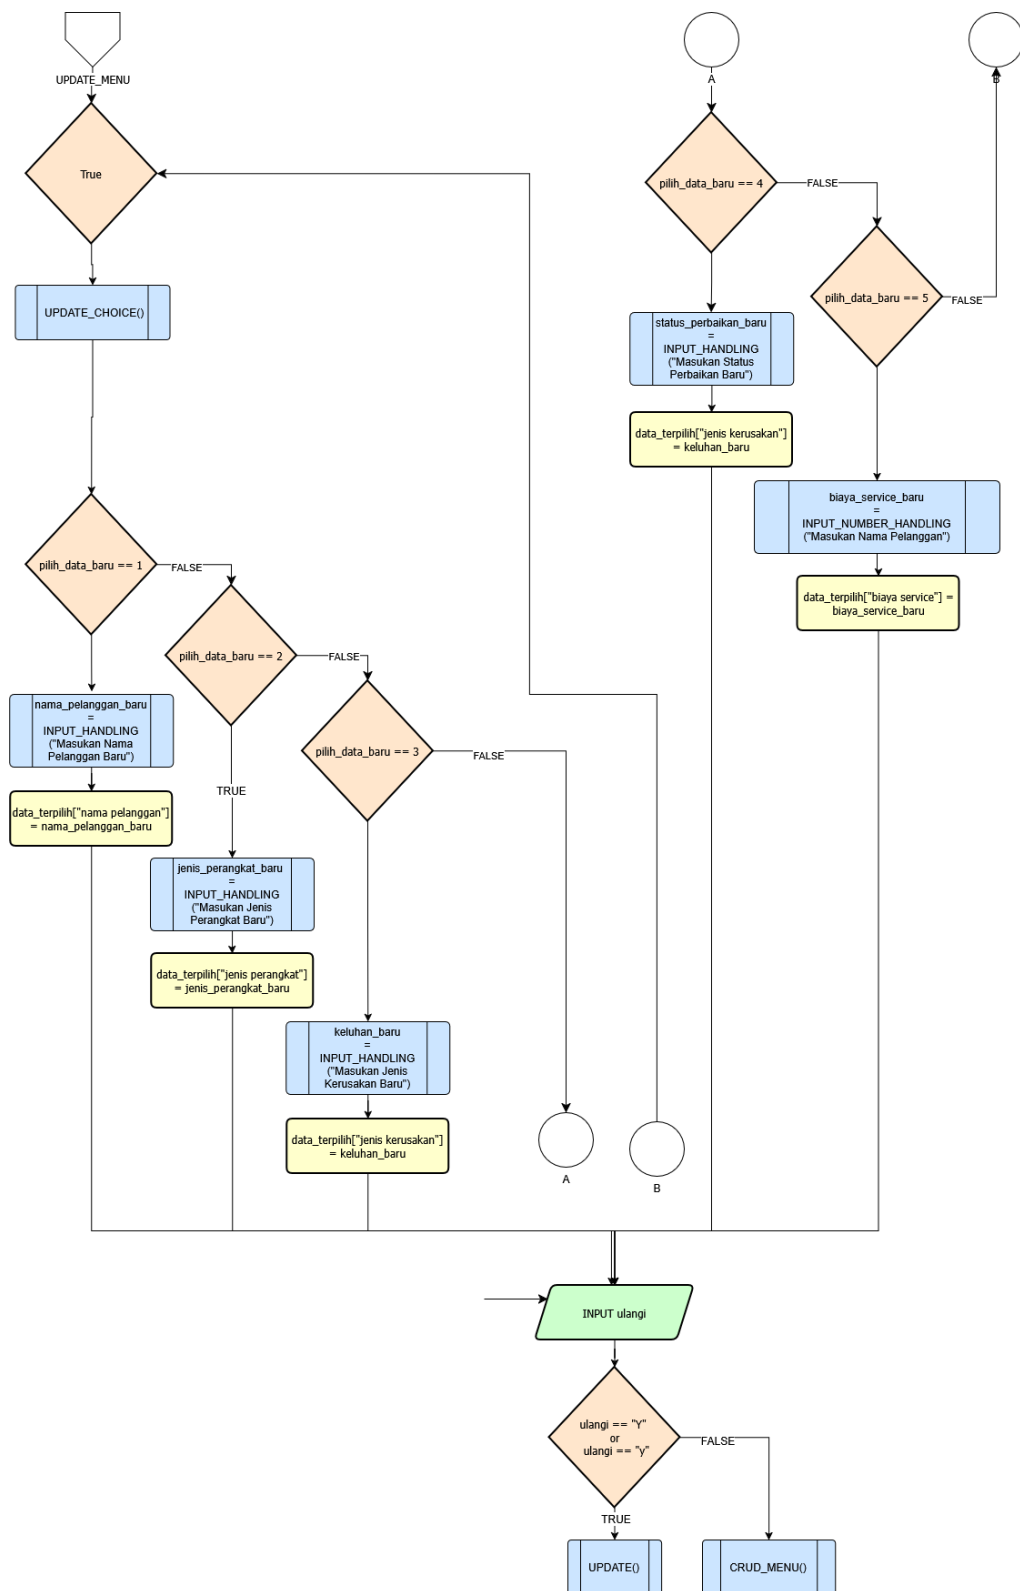 UPDATE_MENU
True
UPDATE_CHOICE()
pilih_data_baru == 1
FALSE
nama_pelanggan_baru
=
INPUT_HANDLING
("Masukan Nama
Pelanggan Baru")
data_terpilih["nama pelanggan"]
= nama_pelanggan_baru
pilih_data_baru == 2
FALSE
TRUE
jenis_perangkat_baru
=
INPUT_HANDLING
("Masukan Jenis
Perangkat Baru")
data_terpilih["jenis perangkat"]
= jenis_perangkat_baru
pilih_data_baru == 3
FALSE
keluhan_baru
=
INPUT_HANDLING
("Masukan Jenis
Kerusakan Baru")
data_terpilih["jenis kerusakan"]
= keluhan_baru
A
B
A
pilih_data_baru == 4
FALSE
status_perbaikan_baru
=
INPUT_HANDLING
("Masukan Status
Perbaikan Baru")
data_terpilih["jenis kerusakan"]
= keluhan_baru
B
pilih_data_baru == 5
FALSE
biaya_service_baru
=
INPUT_NUMBER_HANDLING
("Masukan Nama Pelanggan")
data_terpilih["biaya service"] =
biaya_service_baru
INPUT ulangi
ulangi == "Y"
or
ulangi == "y"
FALSE
TRUE
UPDATE()
CRUD_MENU()